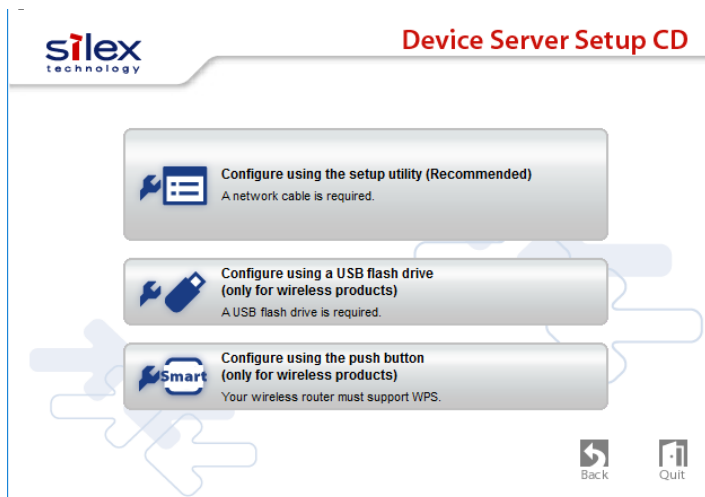 silex
technology
Device Server Setup CD
Configure using the setup utility (Recommended)
A network cable is required.
Configure using a USB flash drive
(only for wireless products)
A USB flash drive is required.
Smart
Configure using the push button
(only for wireless products)
Your wireless router must support WPS.
Back
Quit